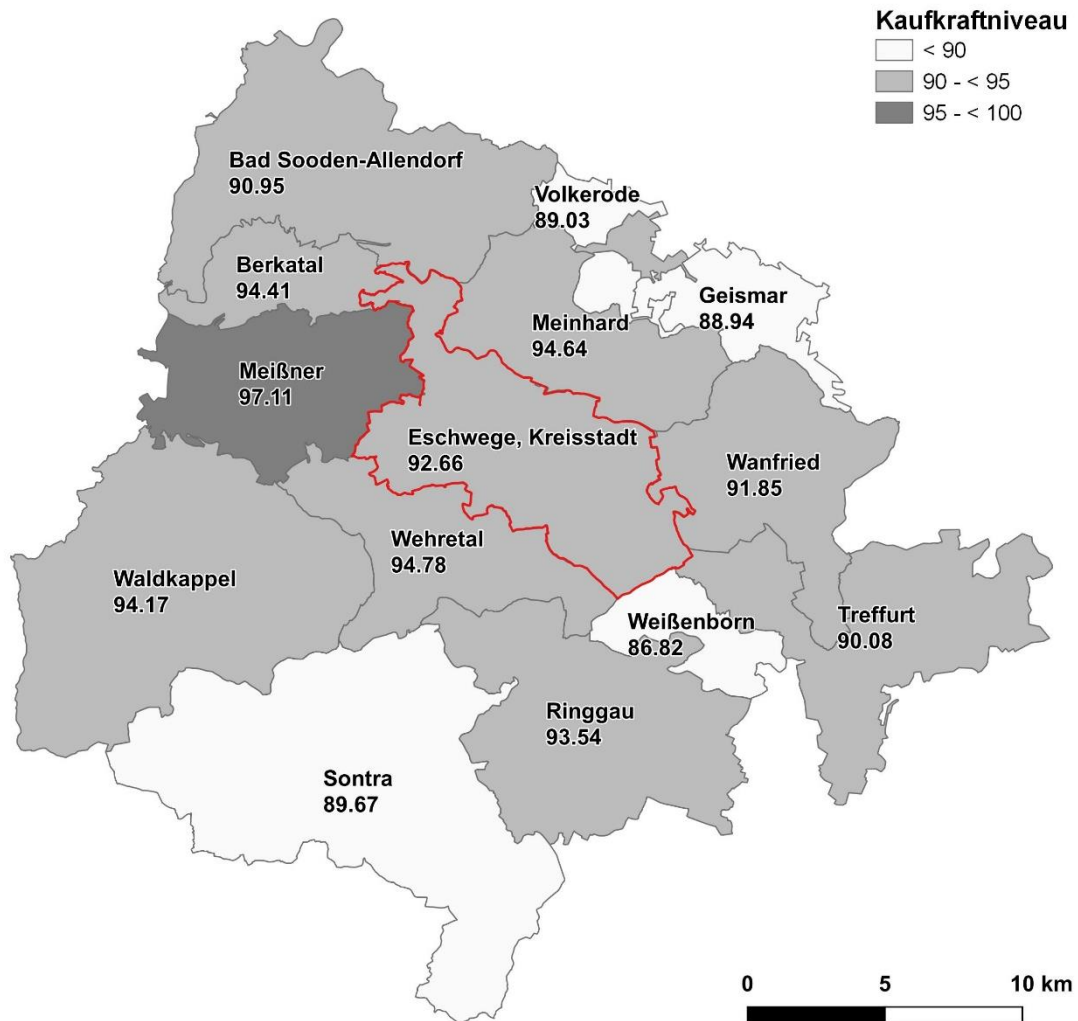 Kaufkraftniveau
< 90
90 - < 95
95 - < 100
Bad Sooden-Allendorf
90.95
Volkerode
89.03
Berkatal
94.41
Geismar
88.94
Meinhard
94.64
Meißner
97.11
Eschwege, Kreisstadt
92.66
Wanfried
91.85
Wehretal
94.78
Waldkappel
94.17
Weißenborn
86.82
Treffurt
90.08
Ringgau
93.54
Sontra
89.67
0 5 10 km